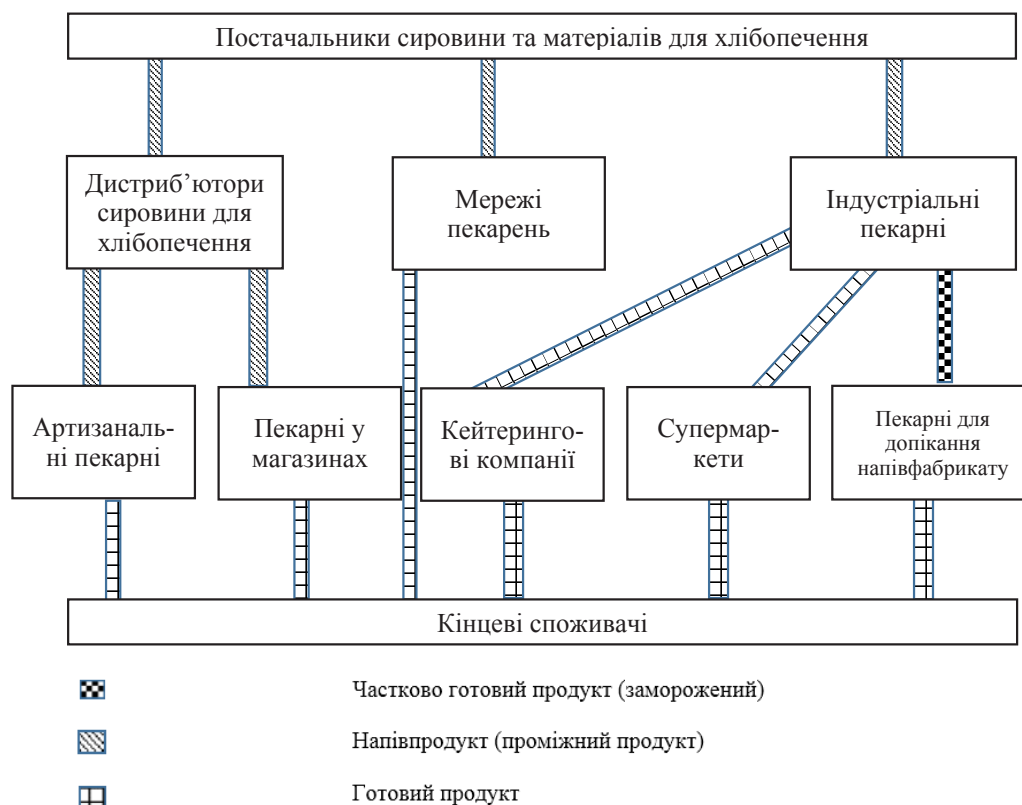 Постачальники сировини та матеріалів для хлібопечення
Дистриб’ютори
сировини для
хлібопечення
Мережі
пекарень
Індустріальні
пекарні
Артизаналь-
ні пекарні
Пекарні у
магазинах
Кейтеринго-
ві компанії
Супермар-
кети
Пекарні для
допікання
напівфабрикату
Кінцеві споживачі
Частково готовий продукт (заморожений)
Напівпродукт (проміжний продукт)
Готовий продукт